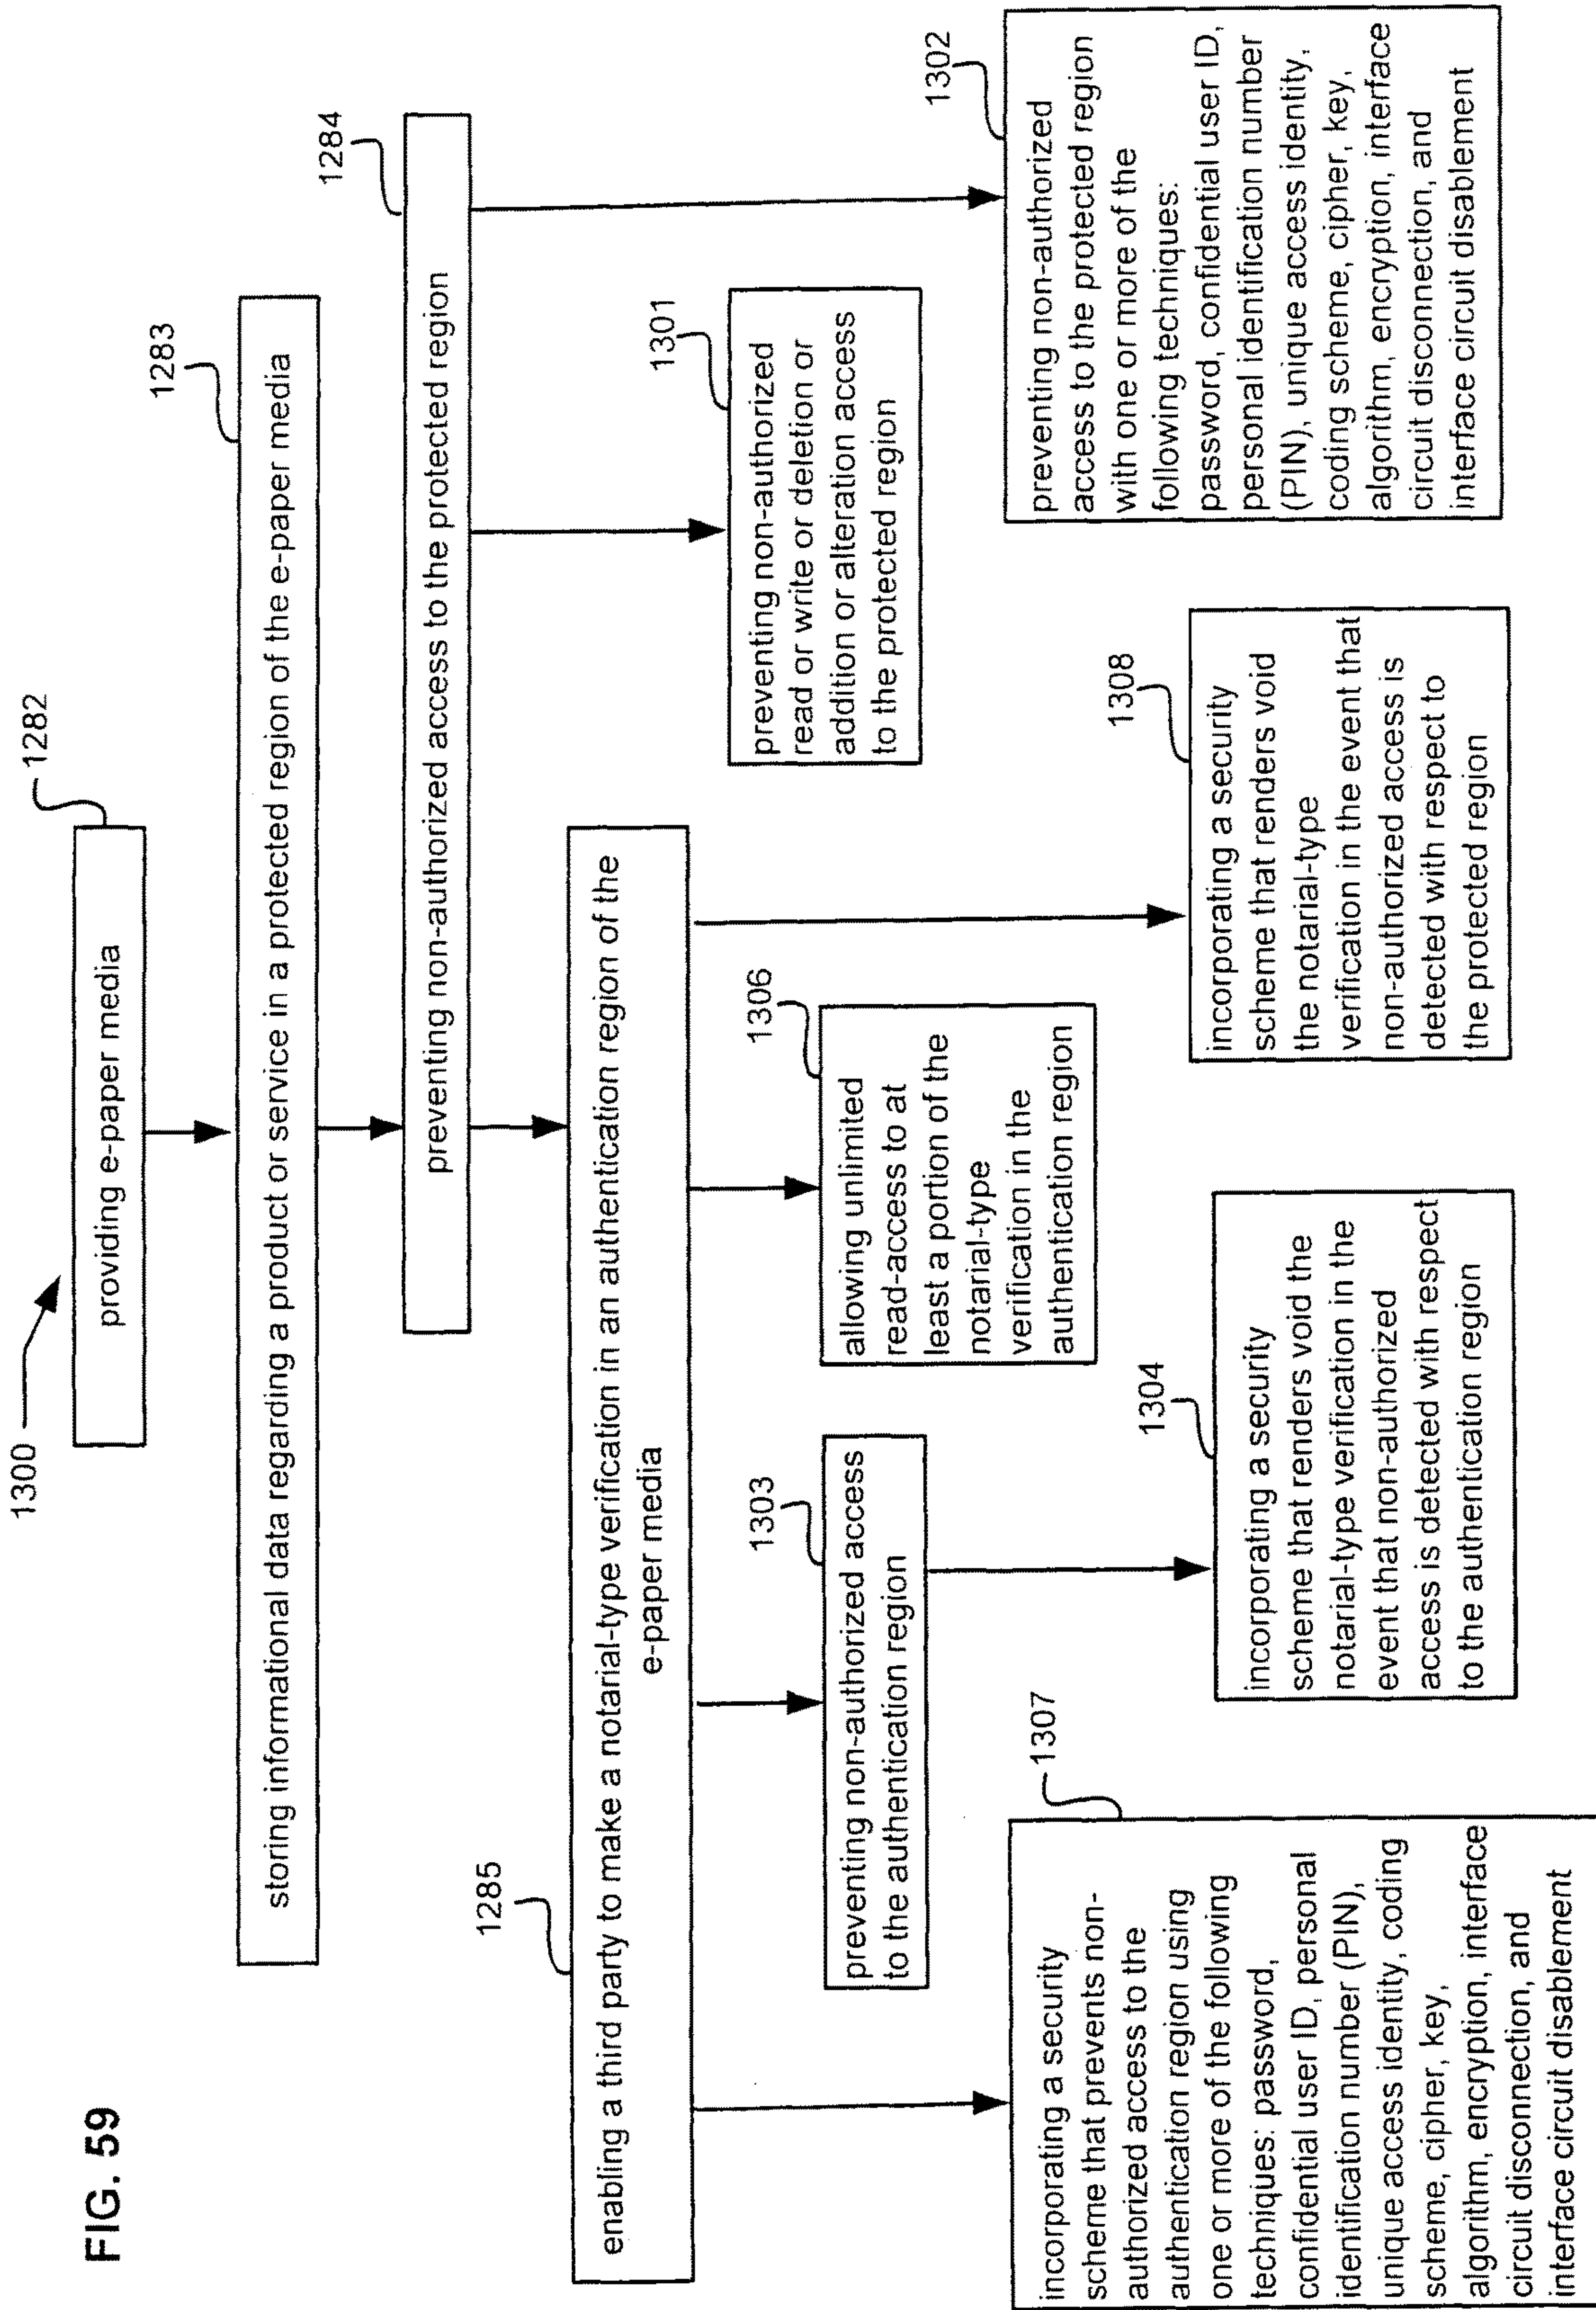 FIG. 59
1300
1282
providing e-paper media
1283
storing informational data regarding a product or service in a protected region of the e-paper media
1284
preventing non-authorized access to the protected region
1285
enabling a third party to make a notarial-type verification in an authentication region of the
e-paper media
1301
preventing non-authorized
read or write or deletion or
addition or alteration access
to the protected region
1303
preventing non-authorized access
to the authentication region
1306
allowing unlimited
read-access to at
least a portion of the
notarial-type
verification in the
authentication region
1302
preventing non-authorized
access to the protected region
with one or more of the
following techniques:
password, confidential user ID,
personal identification number
(PIN), unique access identity,
coding scheme, cipher, key,
algorithm, encryption, interface
circuit disconnection, and
interface circuit disablement
1307
incorporating a security
scheme that prevents non-
authorized access to the
authentication region using
one or more of the following
techniques: password,
confidential user ID, personal
identification number (PIN),
unique access identity, coding
scheme, cipher, key,
algorithm, encryption, interface
circuit disconnection, and
interface circuit disablement
1304
incorporating a security
scheme that renders void the
notarial-type verification in the
event that non-authorized
access is detected with respect
to the authentication region
1308
incorporating a security
scheme that renders void
the notarial-type
verification in the event that
non-authorized access is
detected with respect to
the protected region